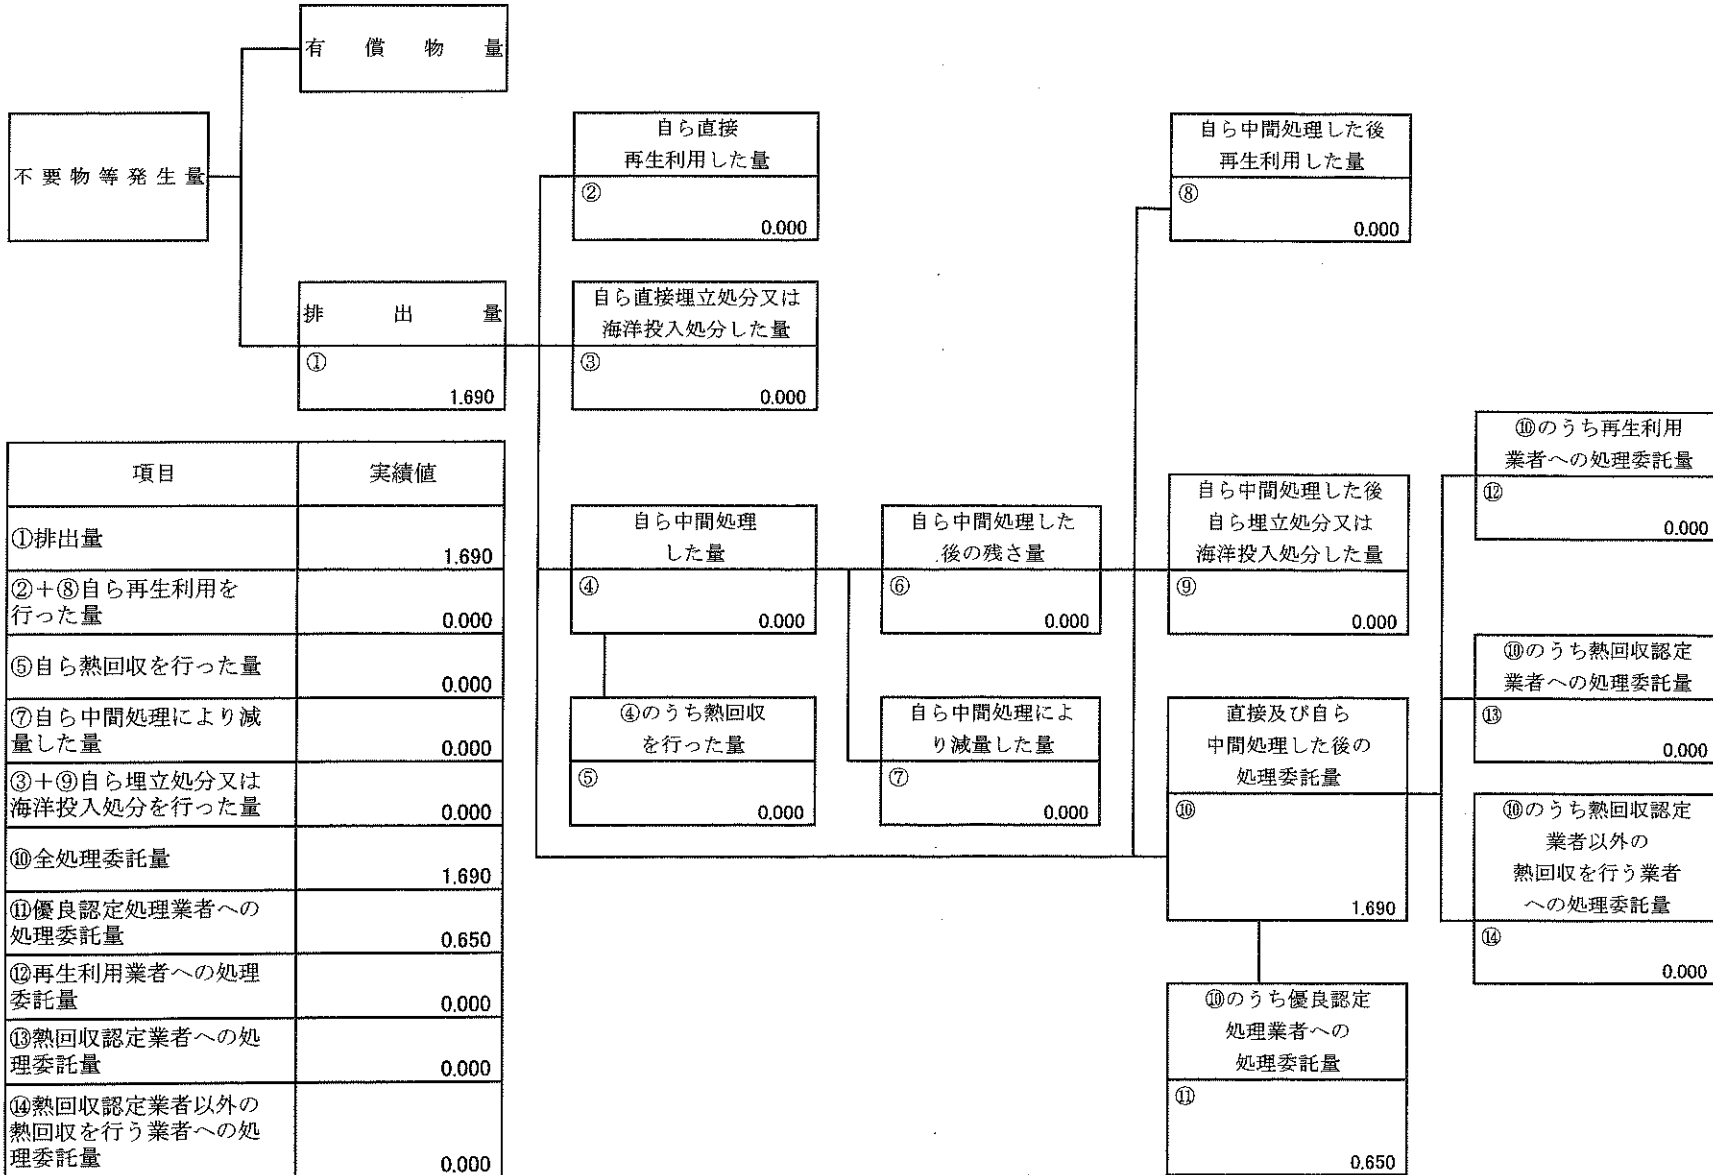 有償物量
不要物等発生量
自ら直接
再生利用した量
②
0.000
自ら中間処理した後
再生利用した量
⑧
0.000
排出量
①
1.690
自ら直接埋立処分又は
海洋投入処分した量
③
0.000
項目 実績値
①排出量 1.690
②+⑧自ら再生利用を
行った量 0.000
⑤自ら熱回収を行った量 0.000
⑦自ら中間処理により減
量した量 0.000
③+⑨自ら埋立処分又は
海洋投入処分を行った量 0.000
⑩全処理委託量 1.690
⑪優良認定処理業者への
処理委託量 0.650
⑫再生利用業者への処理
委託量 0.000
⑬熱回収認定業者への処
理委託量 0.000
⑭熱回収認定業者以外の
熱回収を行う業者への処
理委託量 0.000
自ら中間処理
した量
④
0.000
自ら中間処理した
後の残さ量
⑥
0.000
自ら中間処理した後
自ら埋立処分又は
海洋投入処分した量
⑨
0.000
④のうち熱回収
を行った量
⑤
0.000
自ら中間処理によ
り減量した量
⑦
0.000
直接及び自ら
中間処理した後の
処理委託量
⑩
1.690
⑩のうち優良認定
処理業者への
処理委託量
⑪
0.650
⑩のうち再生利用
業者への処理委託量
⑫
0.000
⑩のうち熱回収認定
業者への処理委託量
⑬
0.000
⑩のうち熱回収認定
業者以外の
熱回収を行う業者
への処理委託量
⑭
0.000